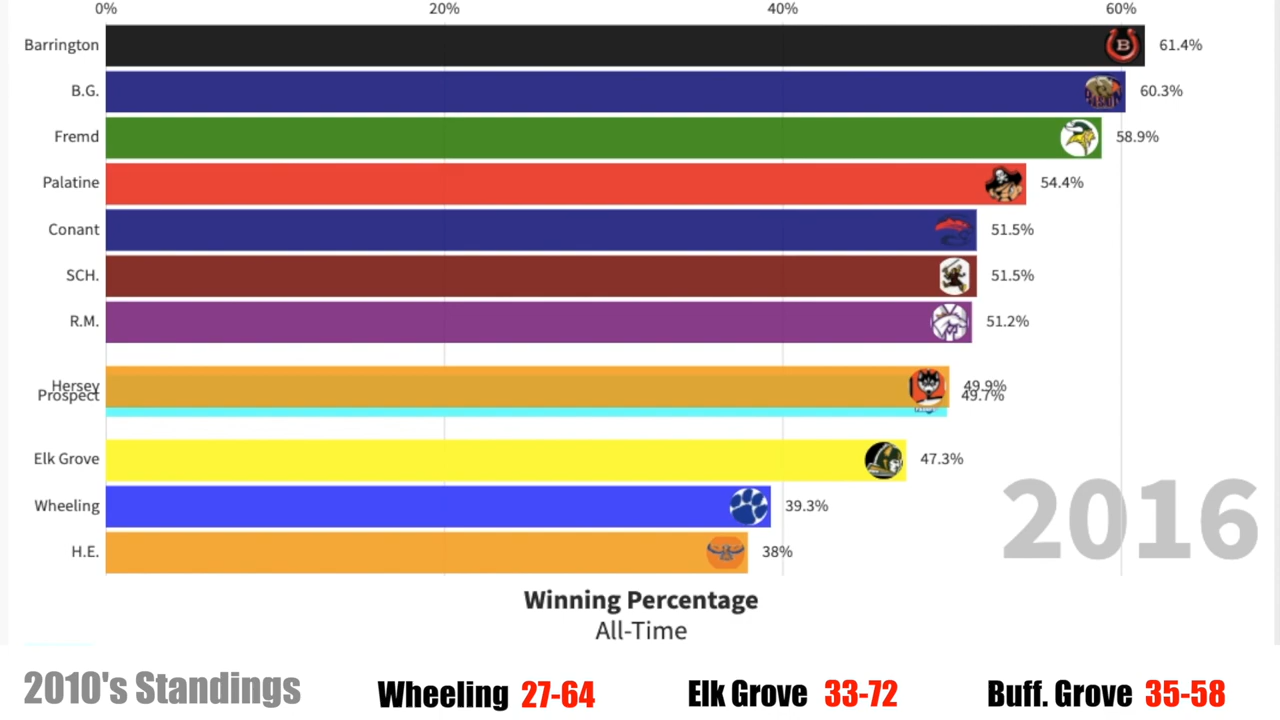 0% 20% 40% 60%
Barrington 61.4%
B.G. 60.3%
Fremd 58.9%
Palatine 54.4%
Conant 51.5%
SCH. 51.5%
R.M. 51.2%
Hersey 49.9%
Prospect 49.7%
Elk Grove 47.3%
Wheeling 39.3%
H.E. 38%
2016
Winning Percentage
All-Time
2010's Standings Wheeling 27-64 Elk Grove 33-72 Buff. Grove 35-58